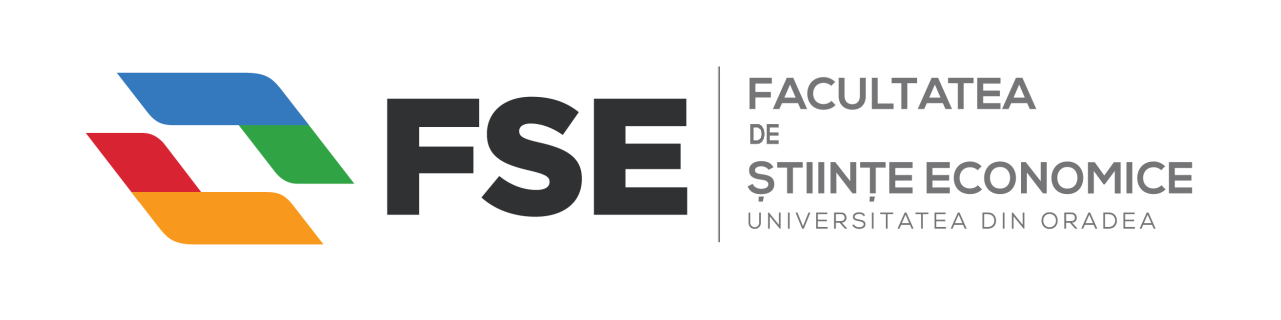 FSE
FACULTATEA
DE
ȘTIINȚE ECONOMICE
UNIVERSITATEA DIN ORADEA